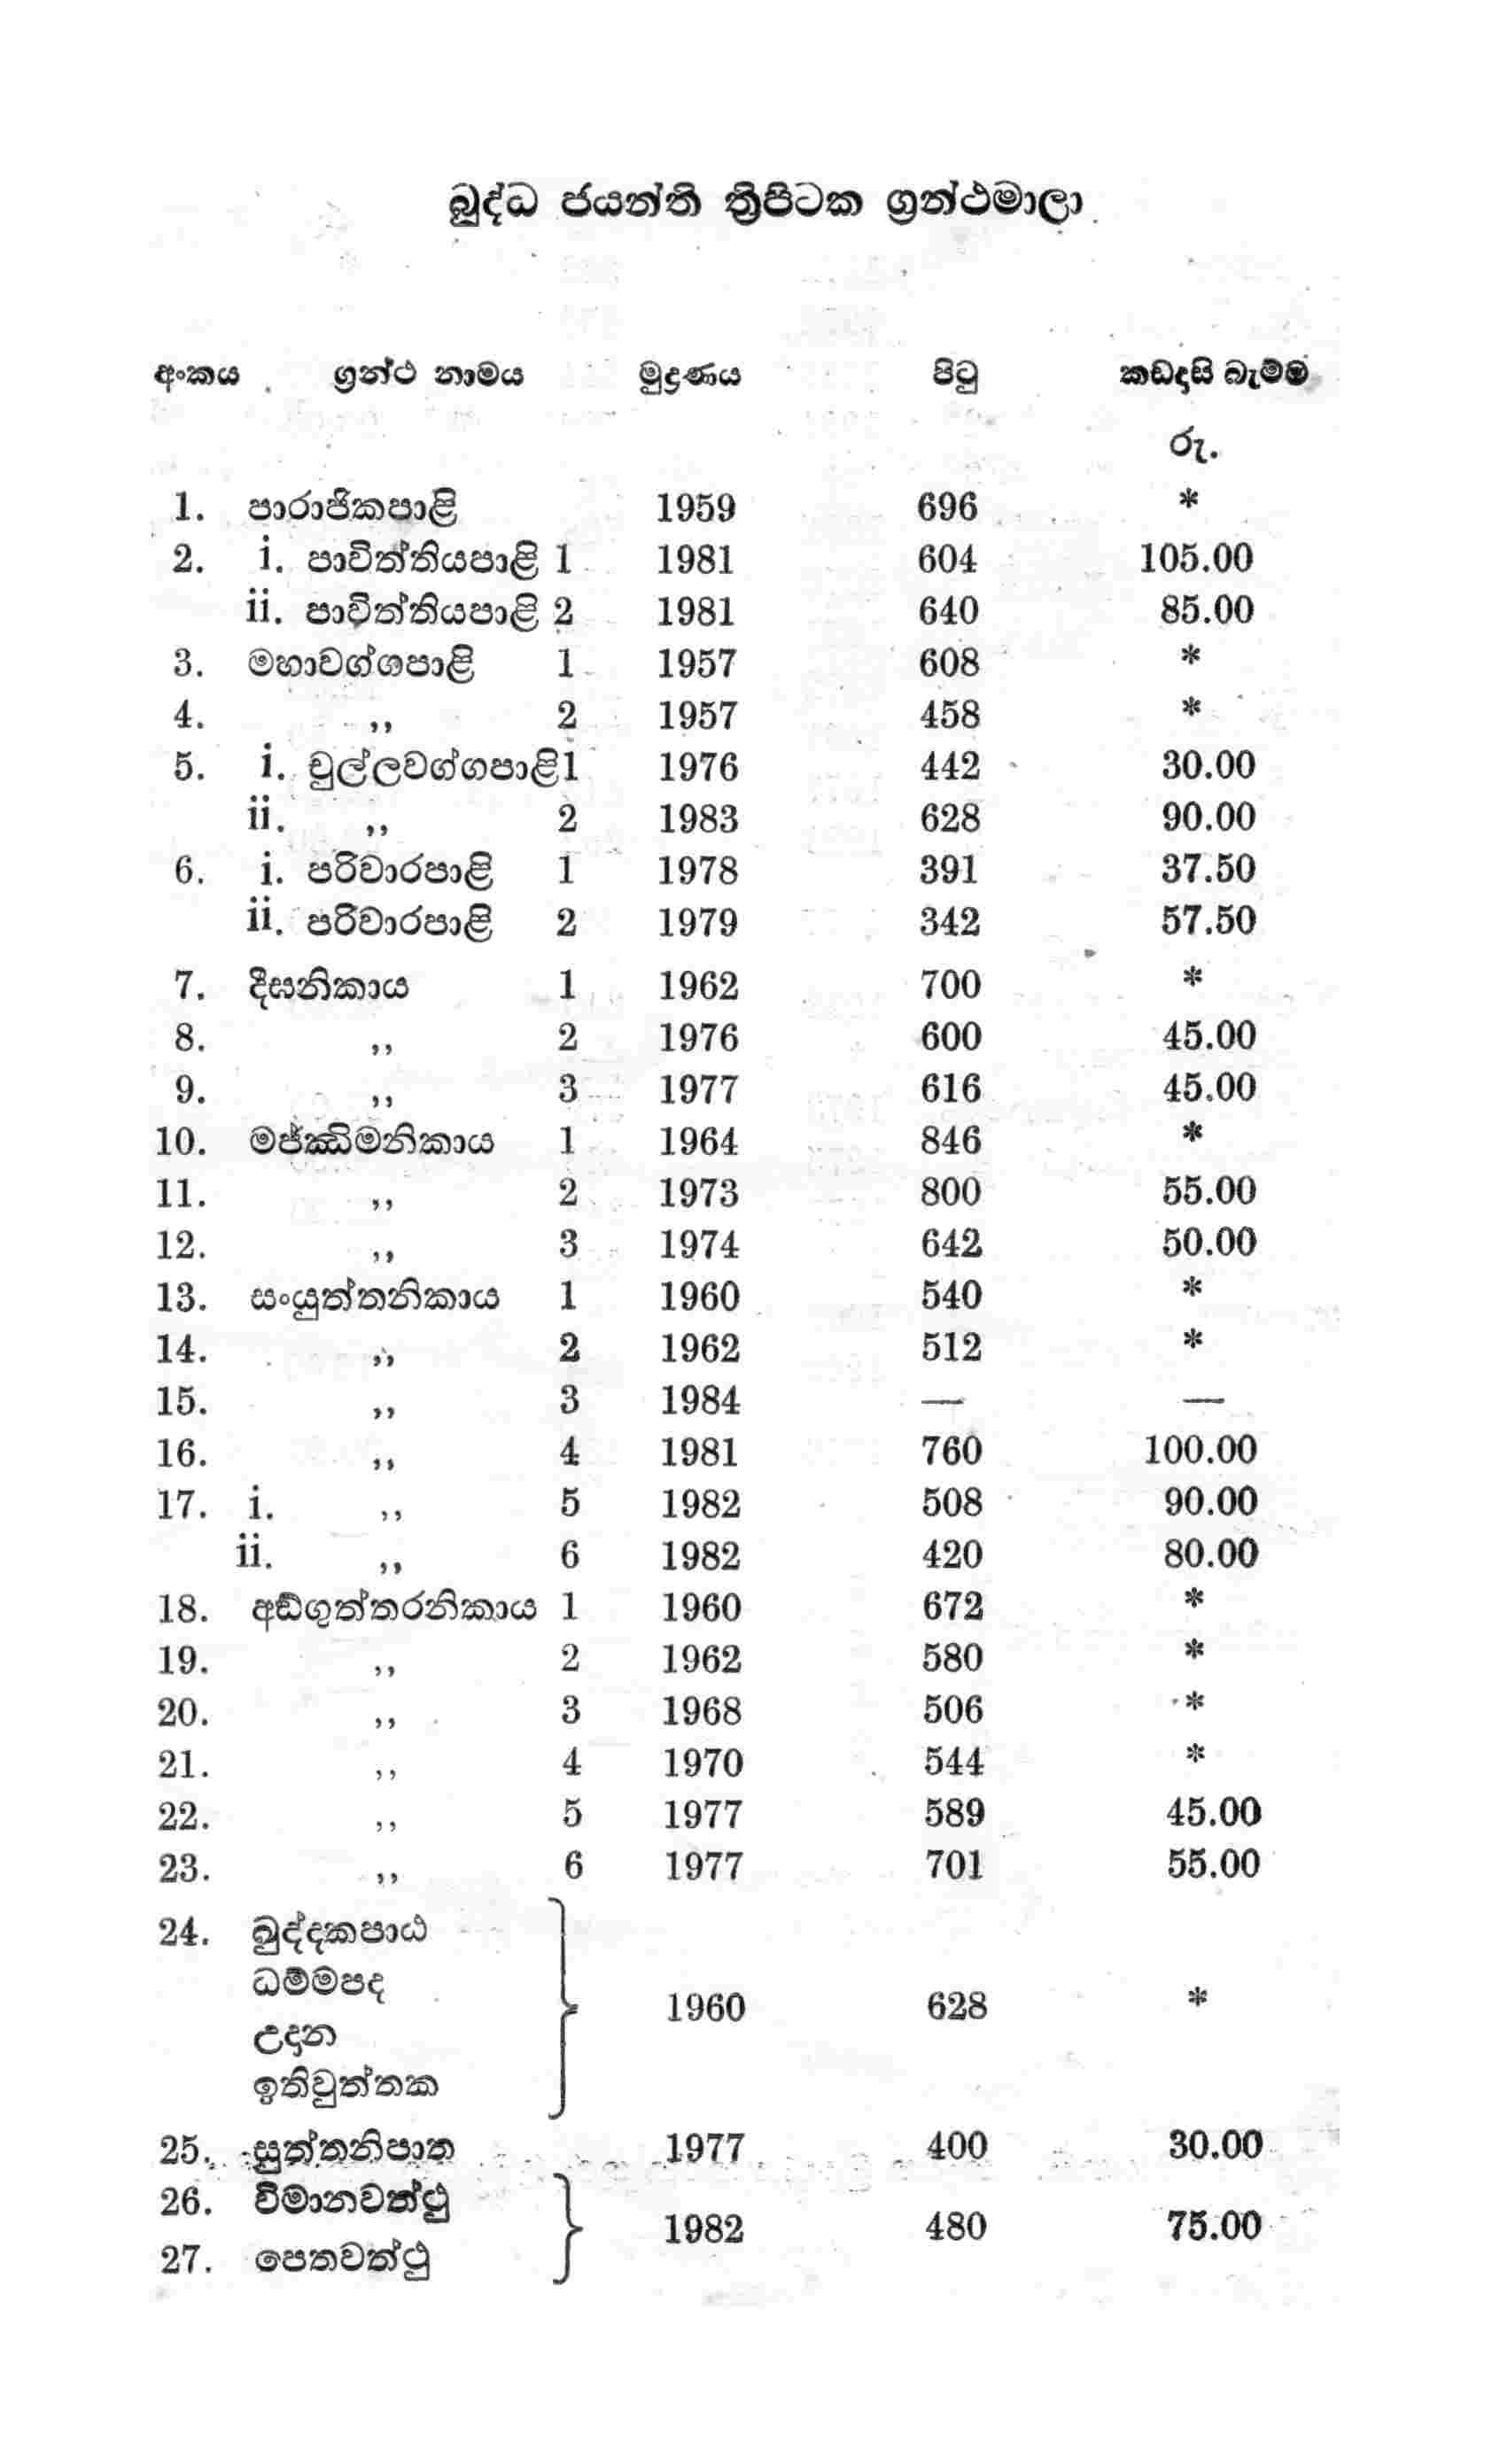 බුද්ධ ජයන්ති ත්‍රිපිටක ග්‍රන්ථමාලා
අංකය ග්‍රන්ථ නාමය මුද්‍රණය පිටු කඩදාසි බැම්ම
රු.
1. පාරාජිකපාළි 1959 696 *
2. i. පාචිත්තියපාළි 1 1981 604 105.00
ii. පාචිත්තියපාළි 2 1981 640 85.00
3. මහාවග්ගපාළි 1 1957 608 *
4. ,, 2 1957 458 *
5. i. චුල්ලවග්ගපාළි 1 1976 442 30.00
ii. ,, 2 1983 628 90.00
6. i. පරිවාරපාළි 1 1978 391 37.50
ii. පරිවාරපාළි 2 1979 342 57.50
7. දීඝනිකාය 1 1962 700 *
8. ,, 2 1976 600 45.00
9. ,, 3 1977 616 45.00
10. මජ්ඣිමනිකාය 1 1964 846 *
11. ,, 2 1973 800 55.00
12. ,, 3 1974 642 50.00
13. සංයුත්තනිකාය 1 1960 540 *
14. ,, 2 1962 512 *
15. ,, 3 1984 — —
16. ,, 4 1981 760 100.00
17. i. ,, 5 1982 508 90.00
ii. ,, 6 1982 420 80.00
18. අඞ්ගුත්තරනිකාය 1 1960 672 *
19. ,, 2 1962 580 *
20. ,, 3 1968 506 *
21. ,, 4 1970 544 *
22. ,, 5 1977 589 45.00
23. ,, 6 1977 701 55.00
24. ඛුද්දකපාඨ
ධම්මපද
1960 628 *
උදාන
ඉතිවුත්තක
25. සුත්තනිපාත 1977 400 30.00
26. විමානවත්ථු
1982 480 75.00
27. පෙතවත්ථු